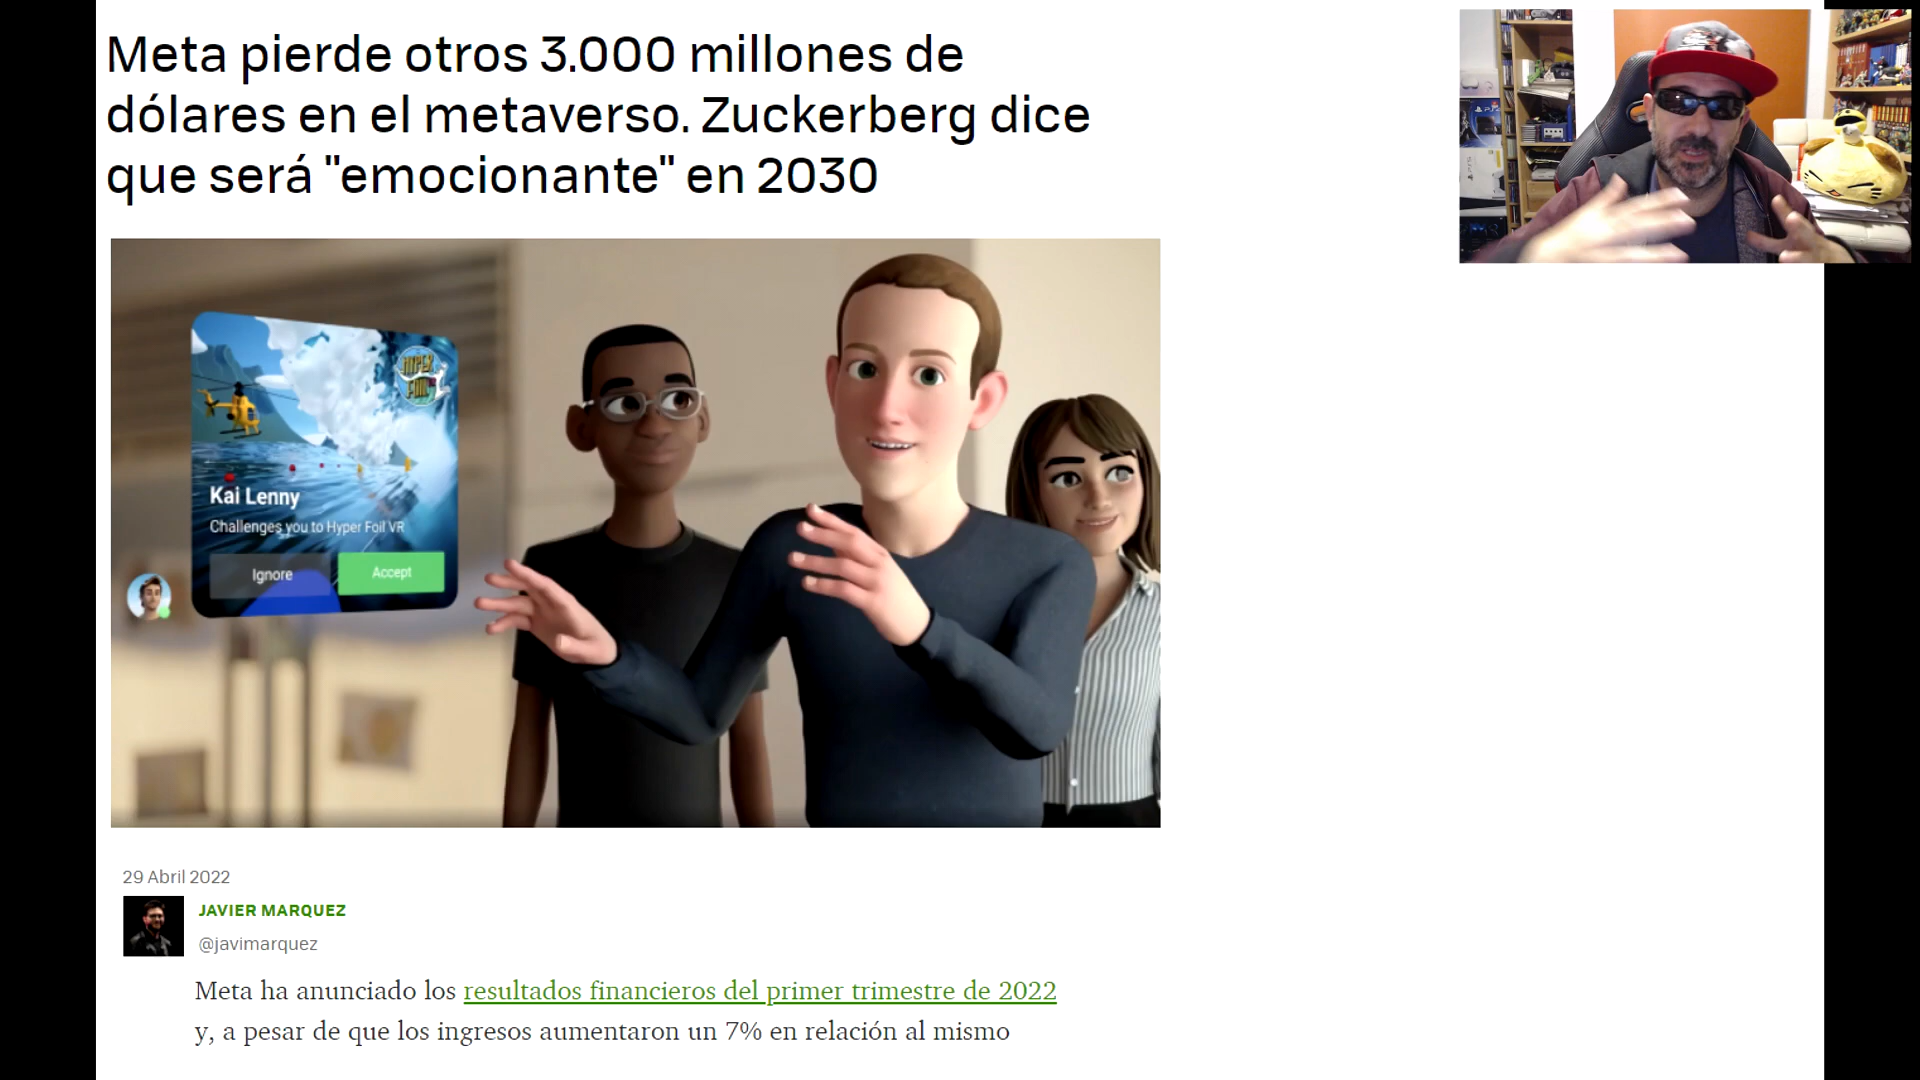 Meta pierde otros 3.000 millones de
dólares en el metaverso. Zuckerberg dice
que será "emocionante" en 2030
HYPER
FOIL
Kai Lenny
Challenges you to Hyper Foil VR
Ignore
Accept
29 Abril 2022
JAVIER MARQUEZ
@javimarquez
Meta ha anunciado los resultados financieros del primer trimestre de 2022
y, a pesar de que los ingresos aumentaron un 7% en relación al mismo